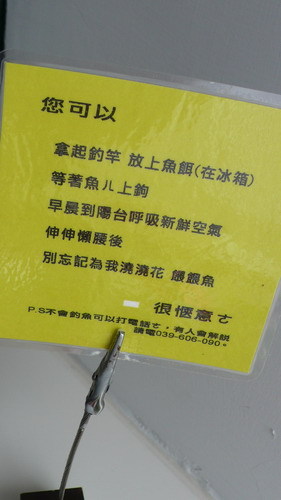 您可以
拿起釣竿 放上魚餌(在冰箱)
等著魚ㄦ上鉤
早晨到陽台呼吸新鮮空氣
伸伸懶腰後
別忘記為我澆澆花 餵餵魚
很愜意ㄜ
P.S不會釣魚可以打電話ㄜ，有人會解說
請電039-606-090。